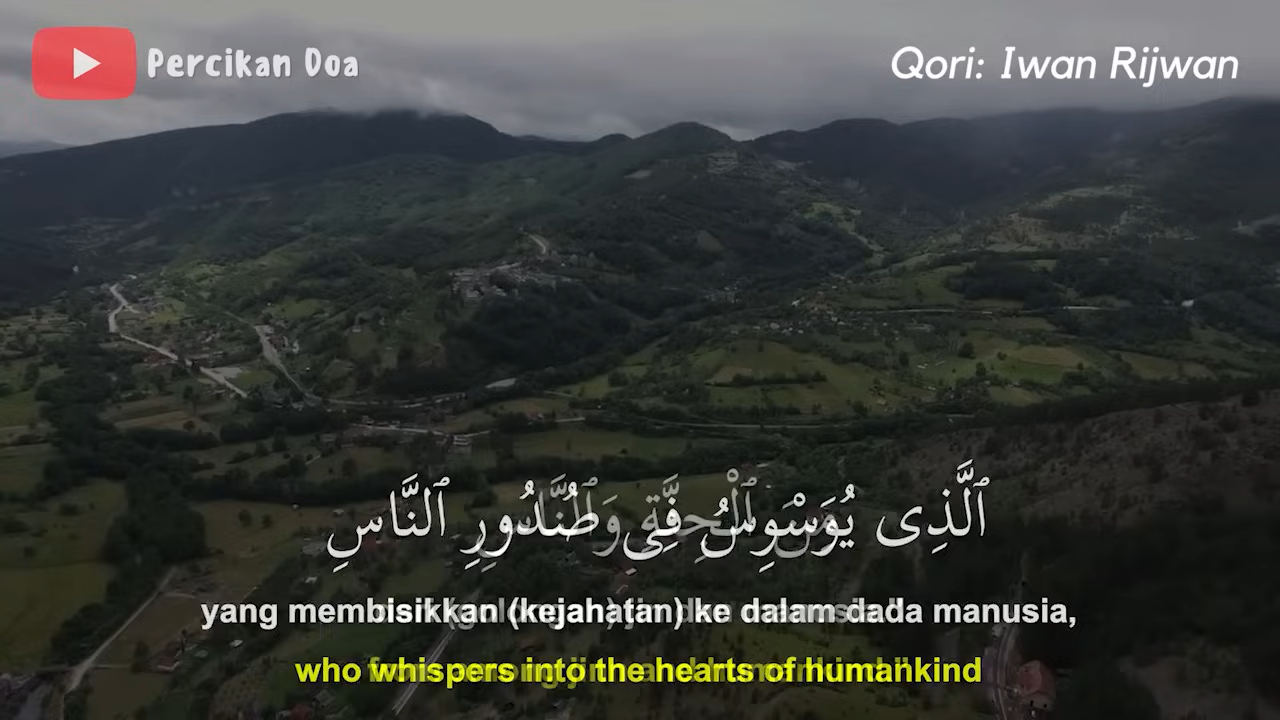 Percikan Doa
Qori: Iwan Rijwan
ٱلَّذِى يُوَسْوِسُ فِى صُدُورِ ٱلنَّاسِ
yang membisikkan (kejahatan) ke dalam dada manusia,
who whispers into the hearts of humankind